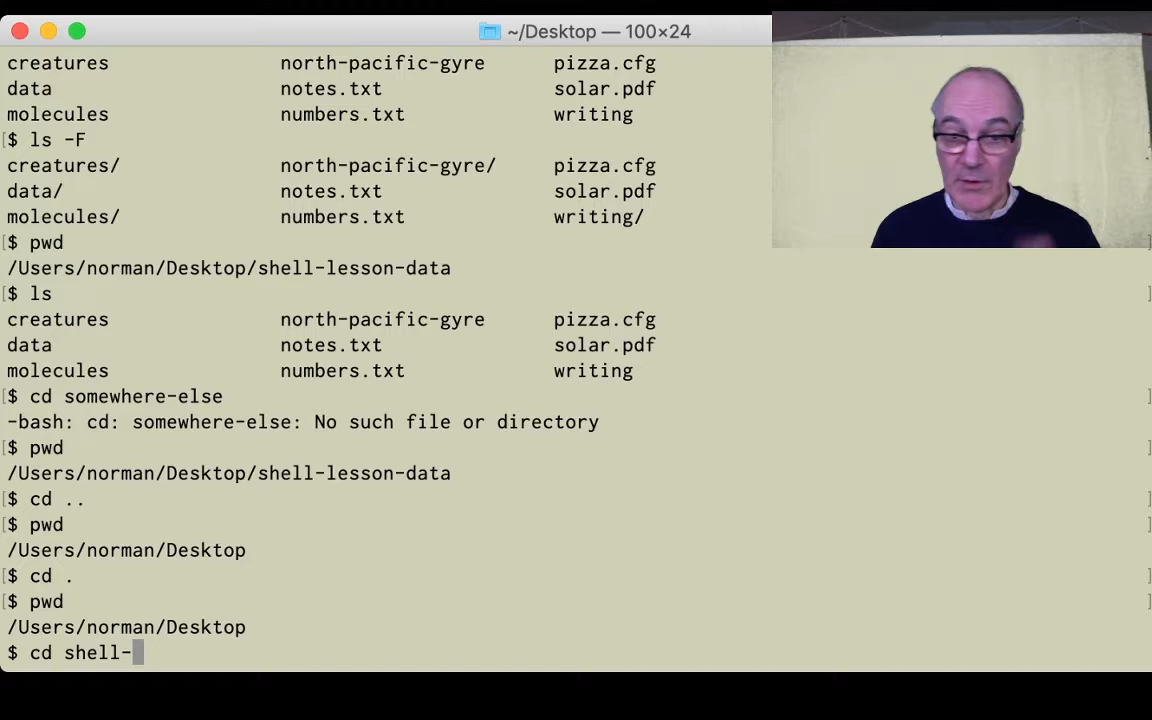 ~/Desktop — 100×24
creatures north-pacific-gyre pizza.cfg
data notes.txt solar.pdf
molecules numbers.txt writing
[$ ls -F
creatures/ north-pacific-gyre/ pizza.cfg
data/ notes.txt solar.pdf
molecules/ numbers.txt writing/
[$ pwd ]
/Users/norman/Desktop/shell-lesson-data
[$ ls ]
creatures north-pacific-gyre pizza.cfg
data notes.txt solar.pdf
molecules numbers.txt writing
[$ cd somewhere-else ]
-bash: cd: somewhere-else: No such file or directory
[$ pwd ]
/Users/norman/Desktop/shell-lesson-data
[$ cd .. ]
[$ pwd ]
/Users/norman/Desktop
[$ cd . ]
[$ pwd ]
/Users/norman/Desktop
$ cd shell-